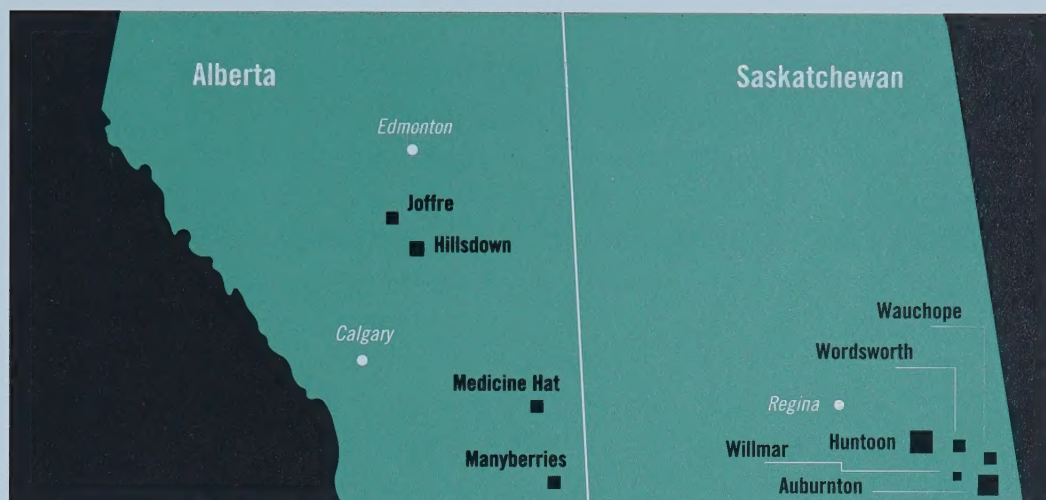 Alberta
Saskatchewan
Edmonton
Joffre
Hillsdown
Wauchope
Calgary
Wordsworth
Medicine Hat
Regina
Huntoon
Willmar
Manyberries
Auburnton